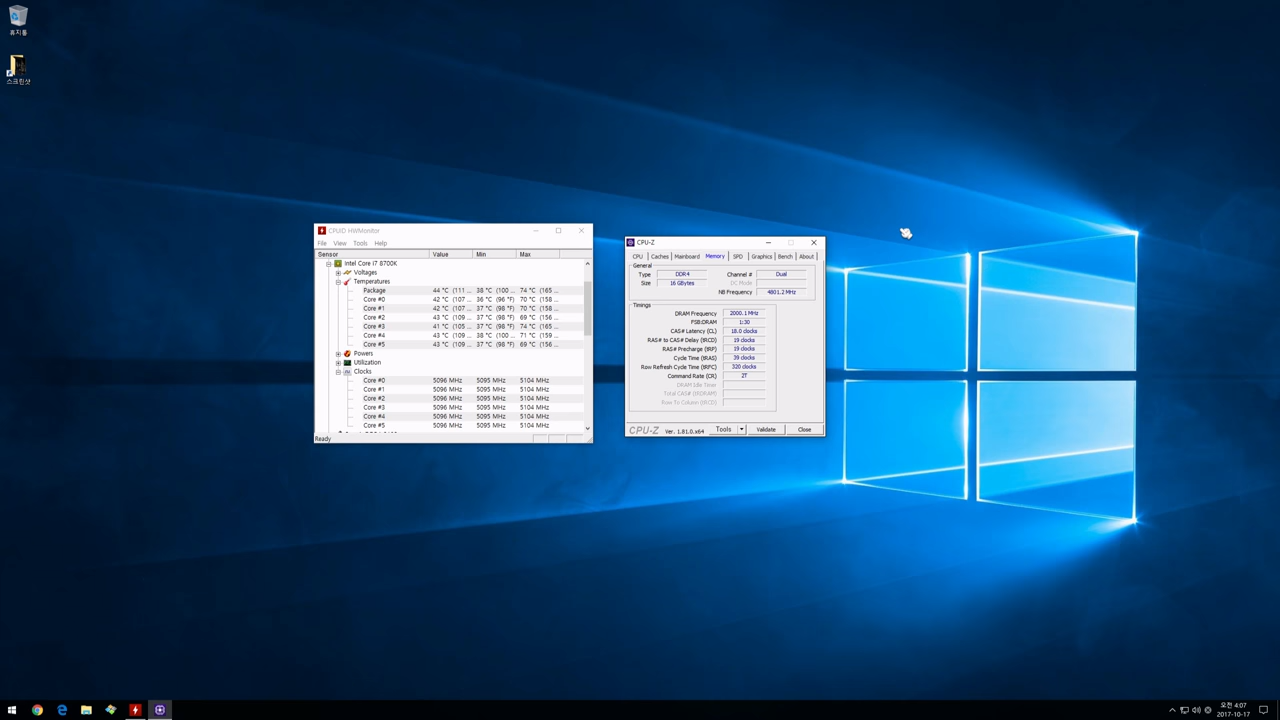 휴지통
스크린샷
CPUID HWMonitor
File View Tools Help
Sensor Value Min Max
Intel Core i7 8700K
Voltages
Temperatures
Package 44 °C (111 ... 38 °C (100 ... 74 °C (165 ...
Core #0 42 °C (107 ... 36 °C (96 °F) 70 °C (158 ...
Core #1 42 °C (107 ... 37 °C (98 °F) 70 °C (158 ...
Core #2 43 °C (109 ... 37 °C (98 °F) 69 °C (156 ...
Core #3 41 °C (105 ... 37 °C (98 °F) 74 °C (165 ...
Core #4 43 °C (109 ... 38 °C (100 ... 71 °C (159 ...
Core #5 43 °C (109 ... 37 °C (98 °F) 69 °C (156 ...
Powers
Utilization
Clocks
Core #0 5096 MHz 5095 MHz 5104 MHz
Core #1 5096 MHz 5095 MHz 5104 MHz
Core #2 5096 MHz 5095 MHz 5104 MHz
Core #3 5096 MHz 5095 MHz 5104 MHz
Core #4 5096 MHz 5095 MHz 5104 MHz
Core #5 5096 MHz 5095 MHz 5104 MHz
Ready
CPU-Z
CPU Caches Mainboard Memory SPD Graphics Bench About
General
Type DDR4 Channel # Dual
Size 16 GBytes DC Mode
NB Frequency 4801.2 MHz
Timings
DRAM Frequency 2000.1 MHz
FSB:DRAM 1:30
CAS# Latency (CL) 18.0 clocks
RAS# to CAS# Delay (tRCD) 19 clocks
RAS# Precharge (tRP) 19 clocks
Cycle Time (tRAS) 39 clocks
Row Refresh Cycle Time (tRFC) 320 clocks
Command Rate (CR) 2T
DRAM Idle Timer
Total CAS# (tRDRAM)
Row To Column (tRCD)
CPU-Z Ver. 1.81.0.x64 Tools Validate Close
오전 4:07
2017-10-17